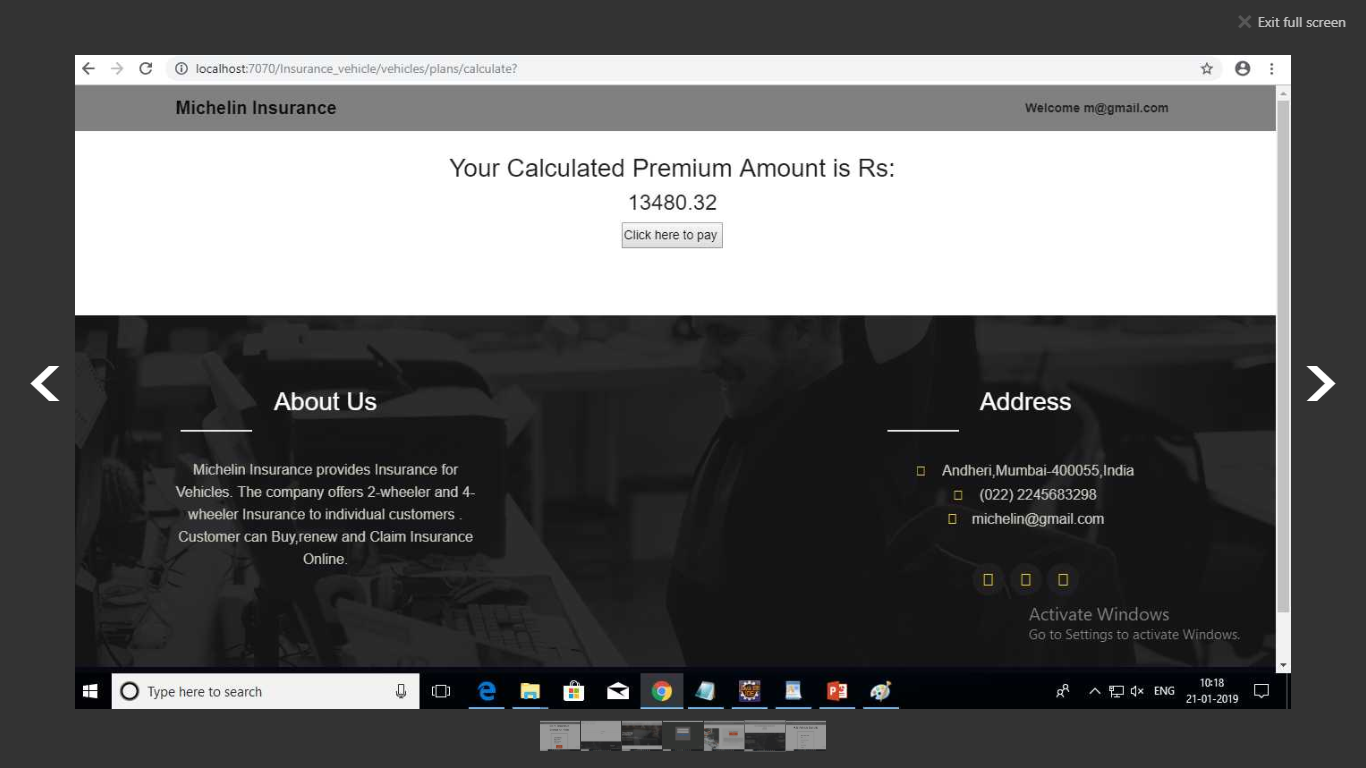 Exit full screen
localhost:7070/Insurance_vehicle/vehicles/plans/calculate?
Michelin Insurance
Welcome m@gmail.com
Your Calculated Premium Amount is Rs:
13480.32
Click here to pay
About Us
Michelin Insurance provides Insurance for
Vehicles. The company offers 2-wheeler and 4-
wheeler Insurance to individual customers .
Customer can Buy,renew and Claim Insurance
Online.
Address
Andheri,Mumbai-400055,India
(022) 2245683298
michelin@gmail.com
Activate Windows
Go to Settings to activate Windows.
Type here to search
ENG
10:18
21-01-2019